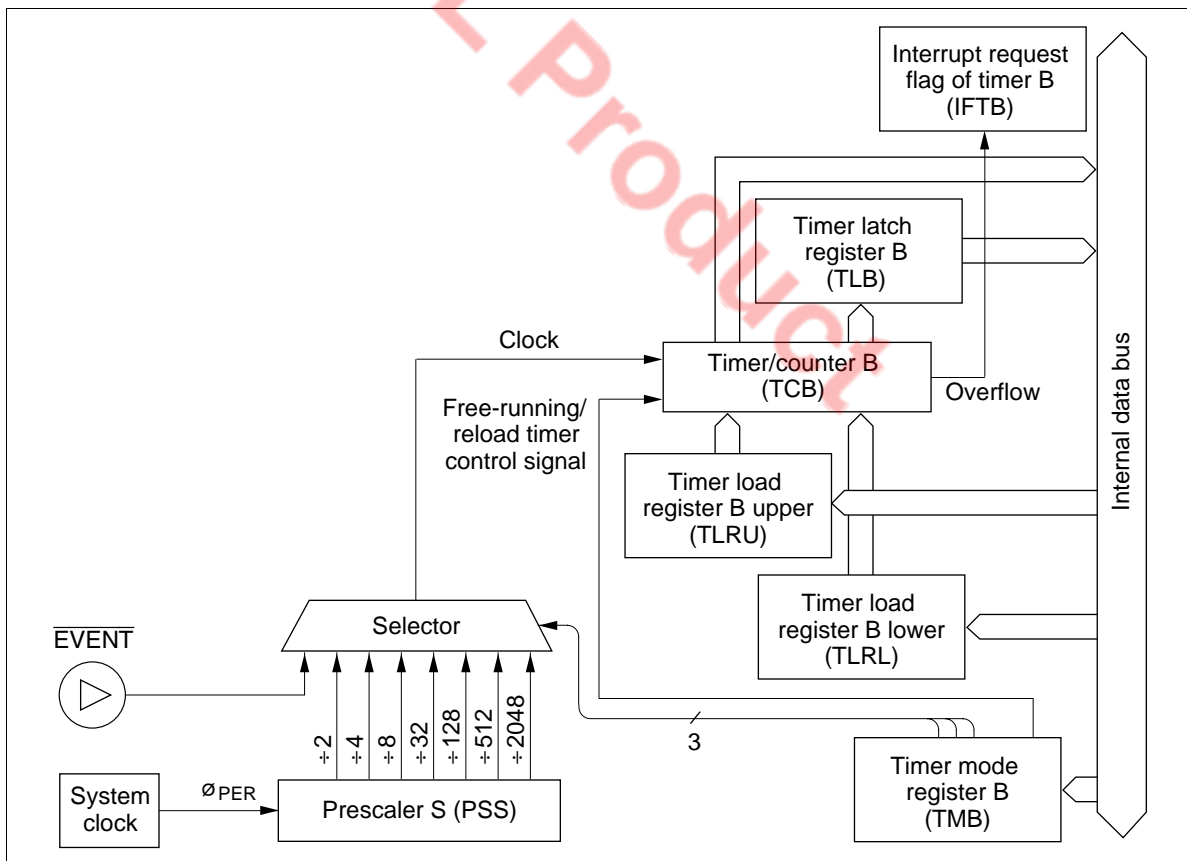 L Product
Interrupt request
flag of timer B
(IFTB)
Timer latch
register B
(TLB)
Clock
Timer/counter B
(TCB)
Overflow
Free-running/
reload timer
control signal
Timer load
register B upper
(TLRU)
Internal data bus
Timer load
register B lower
(TLRL)
Selector
EVENT
3
÷2
÷4
÷8
÷32
÷128
÷512
÷2048
Timer mode
register B
(TMB)
System
clock
øPER
Prescaler S (PSS)